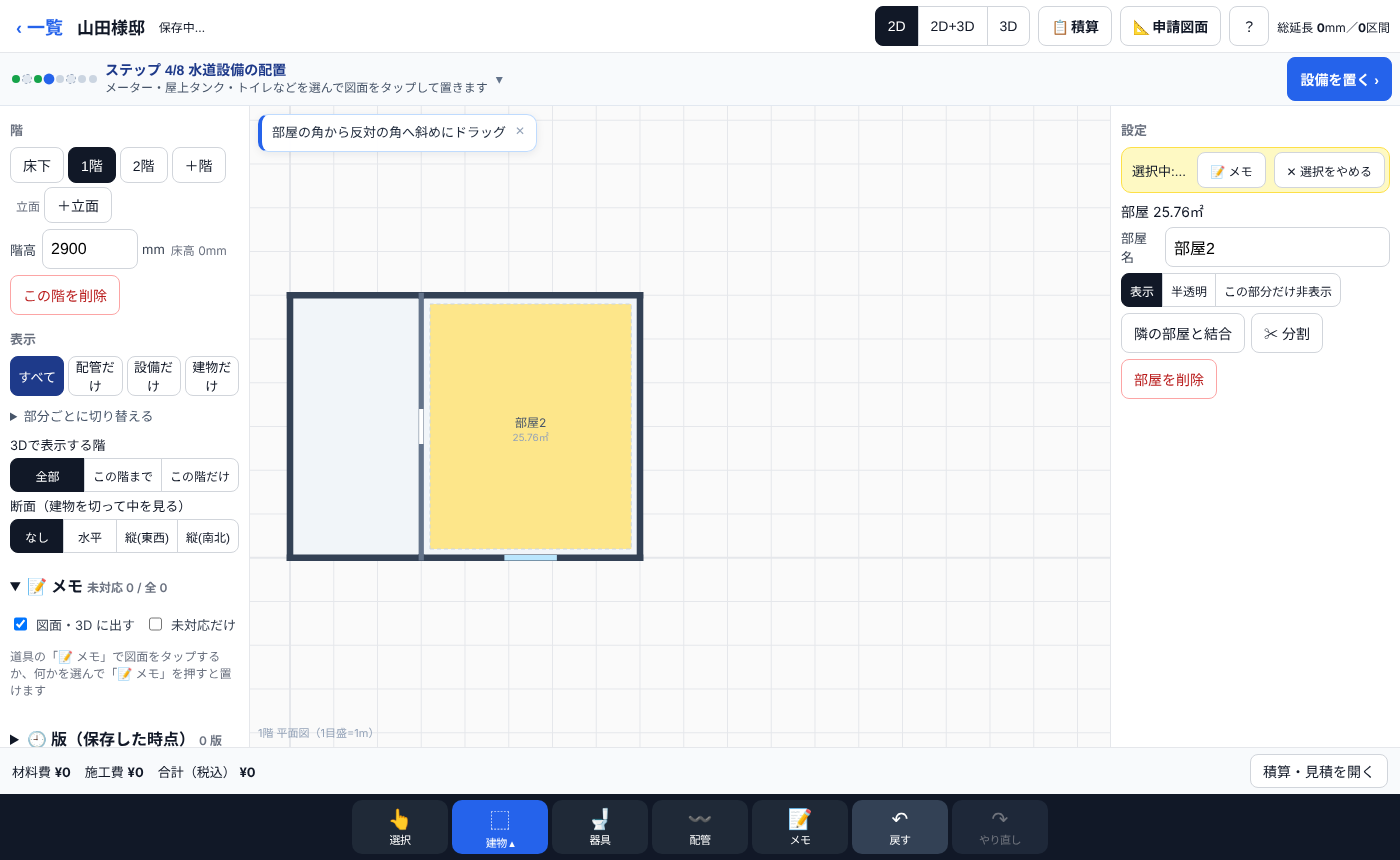 ‹ 一覧 山田様邸 保存中...
2D 2D+3D 3D 📋 積算 📐 申請図面 ? 総延長 0mm／0区間
ステップ 4/8 水道設備の配置
メーター・屋上タンク・トイレなどを選んで図面をタップして置きます ▼
設備を置く ›
階
床下 1階 2階 ＋階
立面 ＋立面
階高 2900 mm 床高 0mm
この階を削除
表示
すべて 配管だけ 設備だけ 建物だけ
▶ 部分ごとに切り替える
3Dで表示する階
全部 この階まで この階だけ
断面（建物を切って中を見る）
なし 水平 縦(東西) 縦(南北)
▼ 📝 メモ 未対応 0 / 全 0
図面・3D に出す 未対応だけ
道具の「📝 メモ」で図面をタップする
か、何かを選んで「📝 メモ」を押すと置
けます
▶ 🕘 版（保存した時点） 0 版
部屋の角から反対の角へ斜めにドラッグ ×
部屋2
25.76㎡
1階 平面図（1目盛=1m）
設定
選択中:... 📝 メモ ✕ 選択をやめる
部屋 25.76㎡
部屋名 部屋2
表示 半透明 この部分だけ非表示
隣の部屋と結合 ✂ 分割
部屋を削除
材料費 ¥0 施工費 ¥0 合計（税込） ¥0
積算・見積を開く
選択 建物▲ 器具 配管 メモ 戻す やり直し